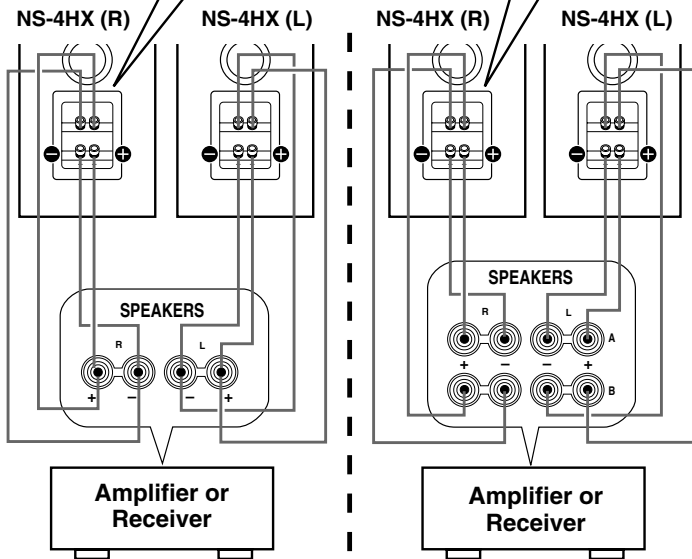 NS-4HX (R)
NS-4HX (L)
− +
− +
SPEAKERS
R
L
+ − − +
Amplifier or
Receiver
NS-4HX (R)
NS-4HX (L)
− +
− +
SPEAKERS
R
L
A
+ − − +
B
Amplifier or
Receiver